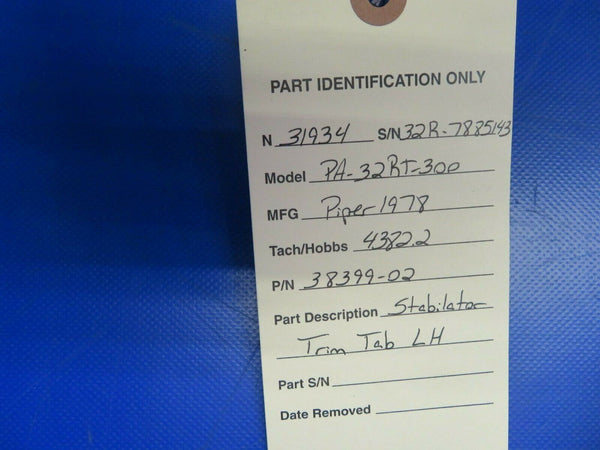 PART IDENTIFICATION ONLY
N 31934 S/N 32R-7885143
Model PA-32RT-300
MFG Piper 1978
Tach/Hobbs 4382.2
P/N 38399-02
Part Description Stabilator
Trim Tab LH
Part S/N
Date Removed